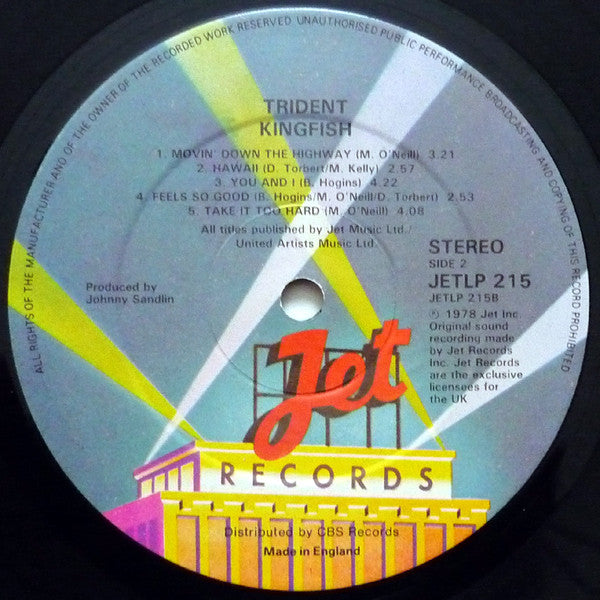 ALL RIGHTS OF THE MANUFACTURER AND OF THE OWNER OF THE RECORDED WORK RESERVED UNAUTHORISED PUBLIC PERFORMANCE BROADCASTING AND COPYING OF THIS RECORD PROHIBITED
TRIDENT
KINGFISH
1. MOVIN' DOWN THE HIGHWAY (M. O'Neill) 3.21
2. HAWAII (D. Torbert/M. Kelly) 2.57
3. YOU AND I (B. Hogins) 4.22
4. FEELS SO GOOD (B. Hogins/M. O'Neill/D. Torbert) 2.53
5. TAKE IT TOO HARD (M. O'Neill) 4.08
All titles published by Jet Music Ltd./
United Artists Music Ltd.
Produced by
Johnny Sandlin
STEREO
SIDE 2
JETLP 215
JETLP 215B
℗ 1978 Jet Inc.
Original sound
recording made
by Jet Records
Inc. Jet Records
are the exclusive
licensees for
the UK
Jet
RECORDS
Distributed by CBS Records
Made in England